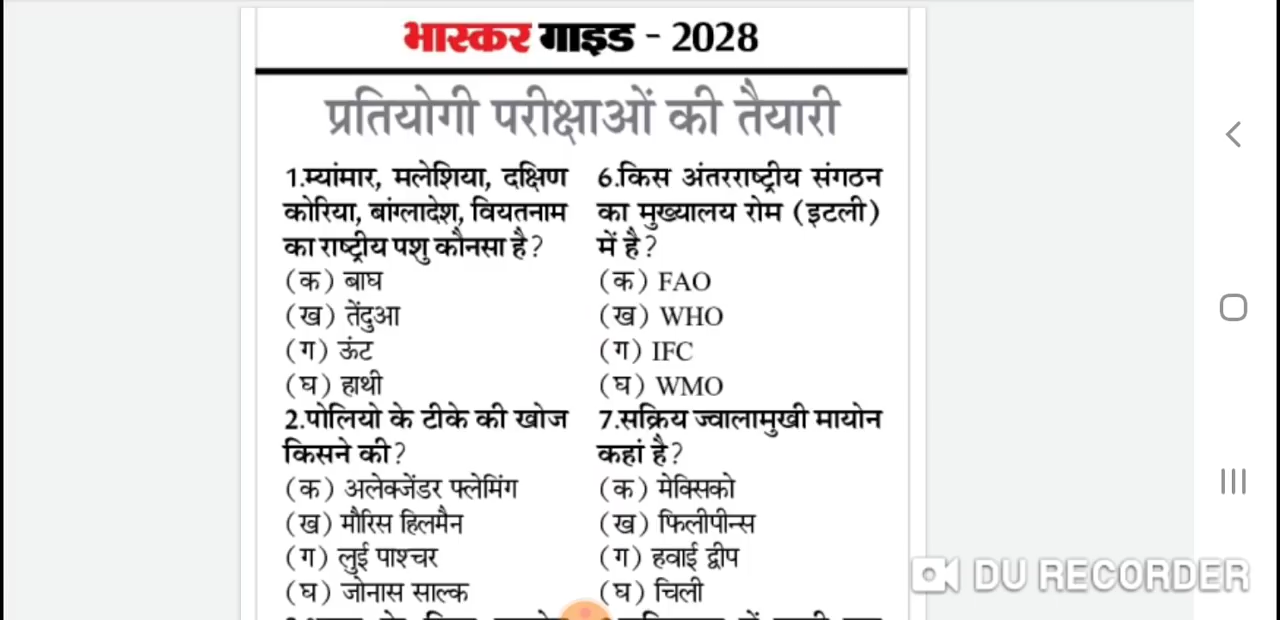 भास्कर गाइड - 2028
प्रतियोगी परीक्षाओं की तैयारी
1.म्यांमार, मलेशिया, दक्षिण
कोरिया, बांग्लादेश, वियतनाम
का राष्ट्रीय पशु कौनसा है?
(क) बाघ
(ख) तेंदुआ
(ग) ऊंट
(घ) हाथी
2.पोलियो के टीके की खोज
किसने की?
(क) अलेक्जेंडर फ्लेमिंग
(ख) मौरिस हिलमैन
(ग) लुई पाश्चर
(घ) जोनास साल्क
6.किस अंतरराष्ट्रीय संगठन
का मुख्यालय रोम (इटली)
में है?
(क) FAO
(ख) WHO
(ग) IFC
(घ) WMO
7.सक्रिय ज्वालामुखी मायोन
कहां है?
(क) मेक्सिको
(ख) फिलीपीन्स
(ग) हवाई द्वीप
(घ) चिली
DU RECORDER